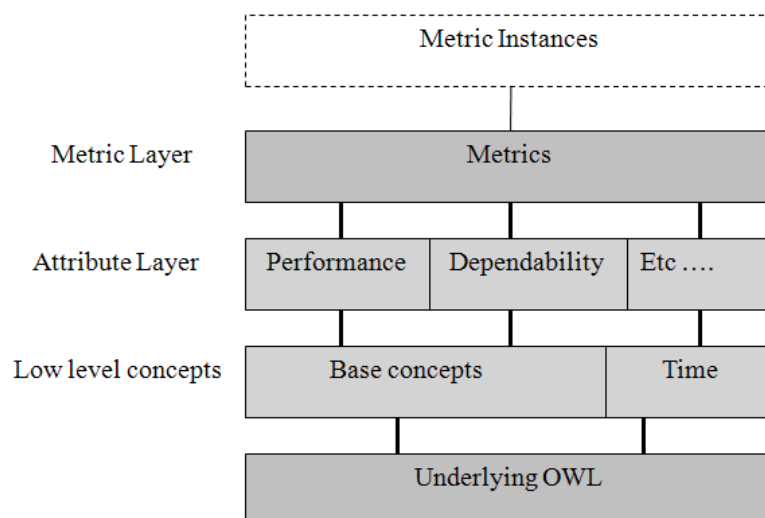 Metric Instances
Metric Layer
Metrics
Attribute Layer
Performance
Dependability
Etc ….
Low level concepts
Base concepts
Time
Underlying OWL